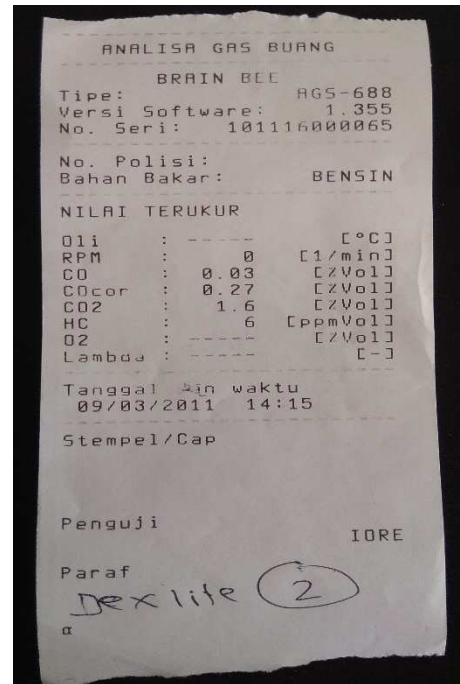 ANALISA GAS BUANG
BRAIN BEE
Tipe: AGS-688
Versi Software: 1.355
No. Seri: 101116000065
No. Polisi:
Bahan Bakar: BENSIN
NILAI TERUKUR
Oli : ----- [°C]
RPM : 0 [1/min]
CO : 0.03 [%Vol]
COcor : 0.27 [%Vol]
CO2 : 1.6 [%Vol]
HC : 6 [ppmVol]
O2 : ----- [%Vol]
Lambda : ----- [-]
Tanggal waktu
09/03/2011 14:15
Stempel/Cap
Penguji
IORE
Paraf
Dexlite 2
α